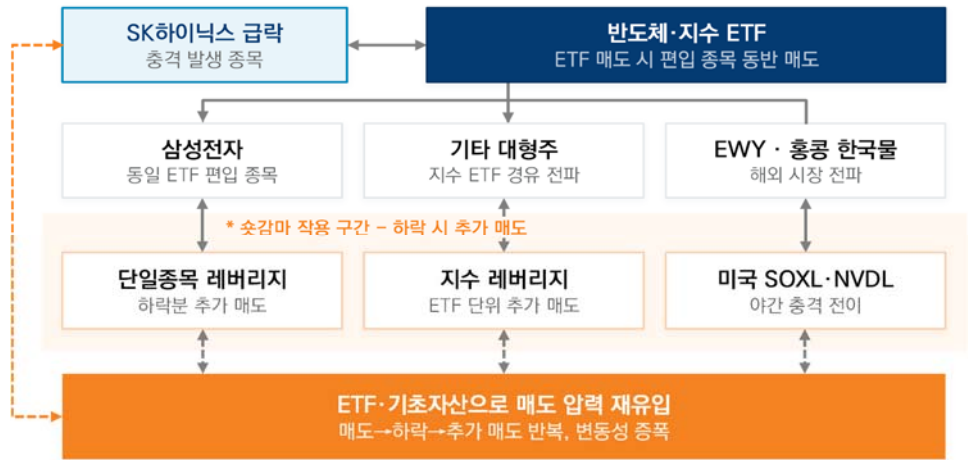 SK하이닉스 급락
충격 발생 종목
반도체·지수 ETF
ETF 매도 시 편입 종목 동반 매도
삼성전자
동일 ETF 편입 종목
기타 대형주
지수 ETF 경유 전파
EWY · 홍콩 한국물
해외 시장 전파
* 숏감마 작용 구간 – 하락 시 추가 매도
단일종목 레버리지
하락분 추가 매도
지수 레버리지
ETF 단위 추가 매도
미국 SOXL·NVDL
야간 충격 전이
ETF·기초자산으로 매도 압력 재유입
매도→하락→추가 매도 반복, 변동성 증폭